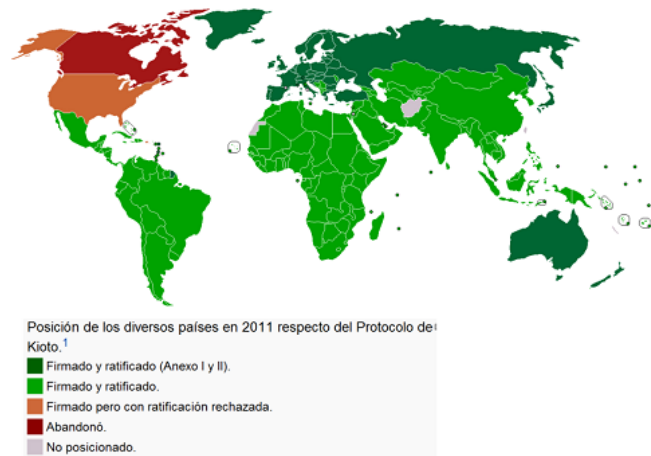 Posición de los diversos países en 2011 respecto del Protocolo de
Kioto.¹
Firmado y ratificado (Anexo I y II).
Firmado y ratificado.
Firmado pero con ratificación rechazada.
Abandonó.
No posicionado.